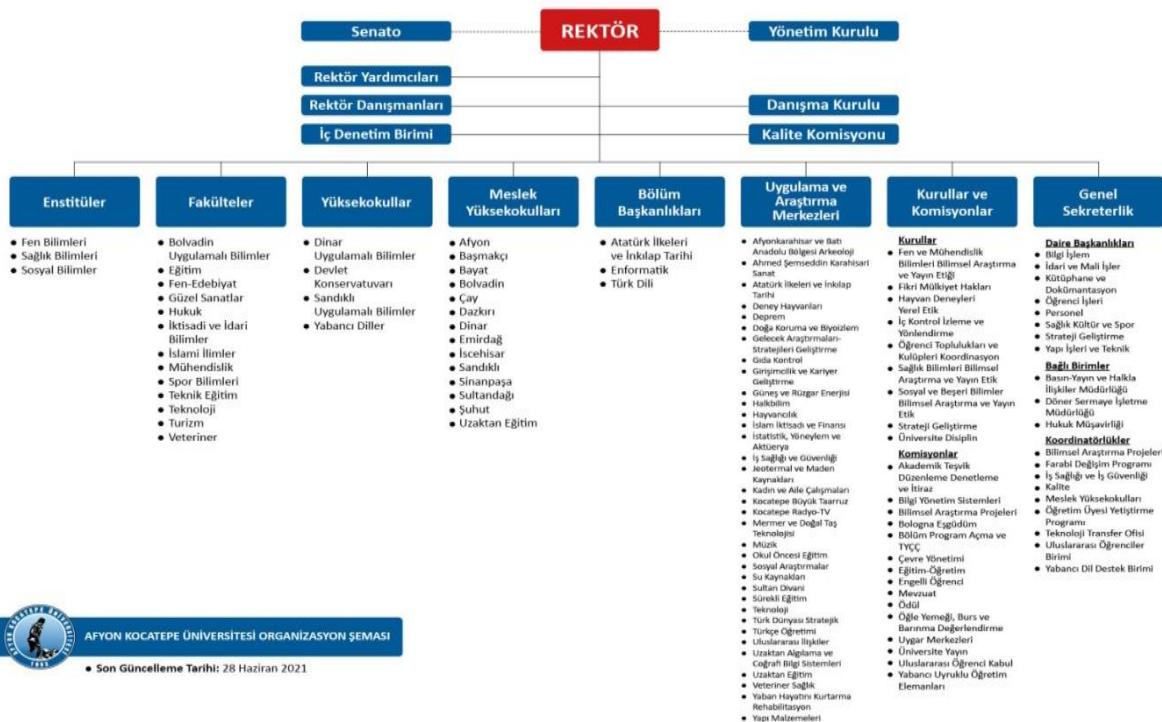 Senato
REKTÖR
Yönetim Kurulu
Rektör Yardımcıları
Rektör Danışmanları
Danışma Kurulu
İç Denetim Birimi
Kalite Komisyonu
Enstitüler
• Fen Bilimleri
• Sağlık Bilimleri
• Sosyal Bilimler
Fakülteler
• Bolvadin
Uygulamalı Bilimler
• Eğitim
• Fen-Edebiyat
• Güzel Sanatlar
• Hukuk
• İktisadi ve İdari
Bilimler
• İslami İlimler
• Mühendislik
• Spor Bilimleri
• Teknik Eğitim
• Teknoloji
• Turizm
• Veteriner
Yüksekokullar
• Dinar
Uygulamalı Bilimler
• Devlet
Konservatuvarı
• Sandıklı
Uygulamalı Bilimler
• Yabancı Diller
Meslek
Yüksekokulları
• Afyon
• Başmakçı
• Bayat
• Bolvadin
• Çay
• Dazkırı
• Dinar
• Emirdağ
• İscehisar
• Sandıklı
• Sinanpaşa
• Sultandağı
• Şuhut
• Uzaktan Eğitim
Bölüm
Başkanlıkları
• Atatürk İlkeleri
ve İnkılap Tarihi
• Enformatik
• Türk Dili
Uygulama ve
Araştırma
Merkezleri
• Afyonkarahisar ve Batı
Anadolu Bölgesi Arkeoloji
• Ahmed Şemseddin Karahisari
Sanat
• Atatürk İlkeleri ve İnkılap
Tarihi
• Deney Hayvanları
• Deprem
• Doğa Koruma ve Biyoizlem
• Gelecek Araştırmaları-
Stratejileri Geliştirme
• Gıda Kontrol
• Girişimcilik ve Kariyer
Geliştirme
• Güneş ve Rüzgar Enerjisi
• Halkbilim
• Hayvancılık
• İslam İktisadı ve Finansı
• İstatistik, Yöneylem ve
Aktüerya
• İş Sağlığı ve Güvenliği
• Jeotermal ve Maden
Kaynakları
• Kadın ve Aile Çalışmaları
• Kocatepe Büyük Taarruz
• Kocatepe Radyo-TV
• Mermer ve Doğal Taş
Teknolojisi
• Müzik
• Okul Öncesi Eğitim
• Sosyal Araştırmalar
• Su Kaynakları
• Sultan Divani
• Sürekli Eğitim
• Teknoloji
• Türk Dünyası Stratejik
• Türkçe Öğretimi
• Uluslararası İlişkiler
• Uzaktan Algılama ve
Coğrafi Bilgi Sistemleri
• Uzaktan Eğitim
• Veteriner Sağlık
• Yaban Hayatını Kurtarma
Rehabilitasyon
• Yapı Malzemeleri
Kurullar ve
Komisyonlar
Kurullar
• Fen ve Mühendislik
Bilimleri Bilimsel Araştırma
ve Yayın Etiği
• Fikri Mülkiyet Hakları
• Hayvan Deneyleri
Yerel Etik
• İç Kontrol İzleme ve
Yönlendirme
• Öğrenci Toplulukları ve
Kulüpleri Koordinasyon
• Sağlık Bilimleri Bilimsel
Araştırma ve Yayın Etik
• Sosyal ve Beşeri Bilimler
Bilimsel Araştırma ve Yayın
Etik
• Strateji Geliştirme
• Üniversite Disiplin
Komisyonlar
• Akademik Teşvik
Düzenleme Denetleme
ve İtiraz
• Bilgi Yönetim Sistemleri
• Bilimsel Araştırma Projeleri
• Bologna Eşgüdüm
• Bölüm Program Açma ve
TYÇÇ
• Çevre Yönetimi
• Eğitim-Öğretim
• Engelli Öğrenci
• Mevzuat
• Ödül
• Öğle Yemeği, Burs ve
Barınma Değerlendirme
• Uygar Merkezleri
• Üniversite Yayın
• Uluslararası Öğrenci Kabul
• Yabancı Uyruklu Öğretim
Elemanları
Genel
Sekreterlik
Daire Başkanlıkları
• Bilgi İşlem
• İdari ve Mali İşler
• Kütüphane ve
Dokümantasyon
• Öğrenci İşleri
• Personel
• Sağlık Kültür ve Spor
• Strateji Geliştirme
• Yapı İşleri ve Teknik
Bağlı Birimler
• Basın-Yayın ve Halkla
İlişkiler Müdürlüğü
• Döner Sermaye İşletme
Müdürlüğü
• Hukuk Müşavirliği
Koordinatörlükler
• Bilimsel Araştırma Projeleri
• Farabi Değişim Programı
• İş Sağlığı ve İş Güvenliği
• Kalite
• Meslek Yüksekokulları
• Öğretim Üyesi Yetiştirme
Programı
• Teknoloji Transfer Ofisi
• Uluslararası Öğrenciler
Birimi
• Yabancı Dil Destek Birimi
AFYON KOCATEPE ÜNİVERSİTESİ
1992
AFYON KOCATEPE ÜNİVERSİTESİ ORGANİZASYON ŞEMASI
• Son Güncelleme Tarihi: 28 Haziran 2021